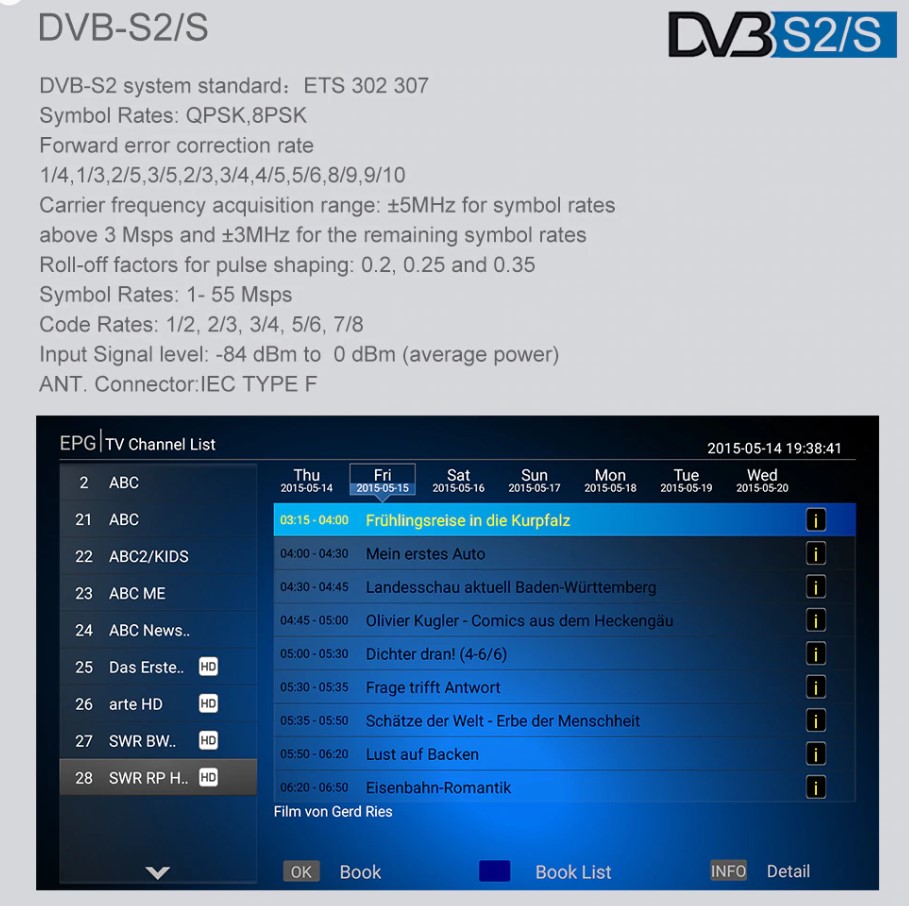 DVB-S2/S
DVB S2/S
DVB-S2 system standard：ETS 302 307
Symbol Rates: QPSK,8PSK
Forward error correction rate
1/4,1/3,2/5,3/5,2/3,3/4,4/5,5/6,8/9,9/10
Carrier frequency acquisition range: ±5MHz for symbol rates
above 3 Msps and ±3MHz for the remaining symbol rates
Roll-off factors for pulse shaping: 0.2, 0.25 and 0.35
Symbol Rates: 1- 55 Msps
Code Rates: 1/2, 2/3, 3/4, 5/6, 7/8
Input Signal level: -84 dBm to 0 dBm (average power)
ANT. Connector:IEC TYPE F
EPG| TV Channel List
2015-05-14 19:38:41
2 ABC
21 ABC
22 ABC2/KIDS
23 ABC ME
24 ABC News..
25 Das Erste.. HD
26 arte HD HD
27 SWR BW.. HD
28 SWR RP H.. HD
Thu Fri Sat Sun Mon Tue Wed
2015-05-14 2015-05-15 2015-05-16 2015-05-17 2015-05-18 2015-05-19 2015-05-20
03:15 - 04:00 Frühlingsreise in die Kurpfalz i
04:00 - 04:30 Mein erstes Auto i
04:30 - 04:45 Landesschau aktuell Baden-Württemberg i
04:45 - 05:00 Olivier Kugler - Comics aus dem Heckengäu i
05:00 - 05:30 Dichter dran! (4-6/6) i
05:30 - 05:35 Frage trifft Antwort i
05:35 - 05:50 Schätze der Welt - Erbe der Menschheit i
05:50 - 06:20 Lust auf Backen i
06:20 - 06:50 Eisenbahn-Romantik i
Film von Gerd Ries
OK Book Book List INFO Detail